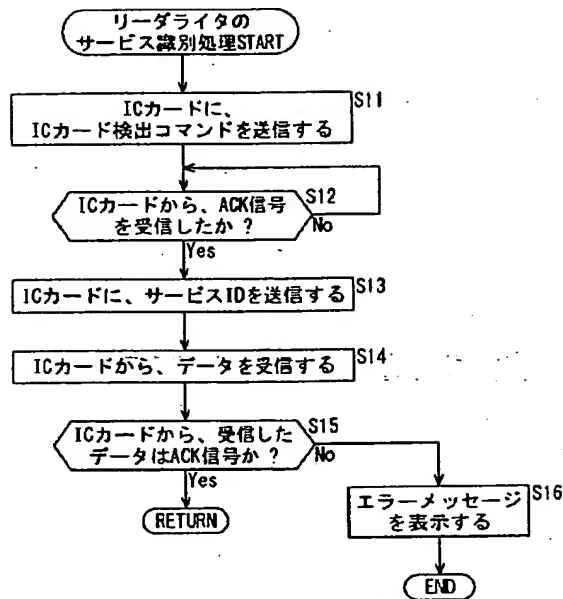 リーダライタの
サービス識別処理START
S11
ICカードに、
ICカード検出コマンドを送信する
S12
ICカードから、ACK信号
を受信したか ?
No
Yes
ICカードに、サービスIDを送信する
S13
ICカードから、データを受信する
S14
S15
ICカードから、受信した
データはACK信号か ?
No
Yes
RETURN
エラーメッセージ
を表示する
S16
END